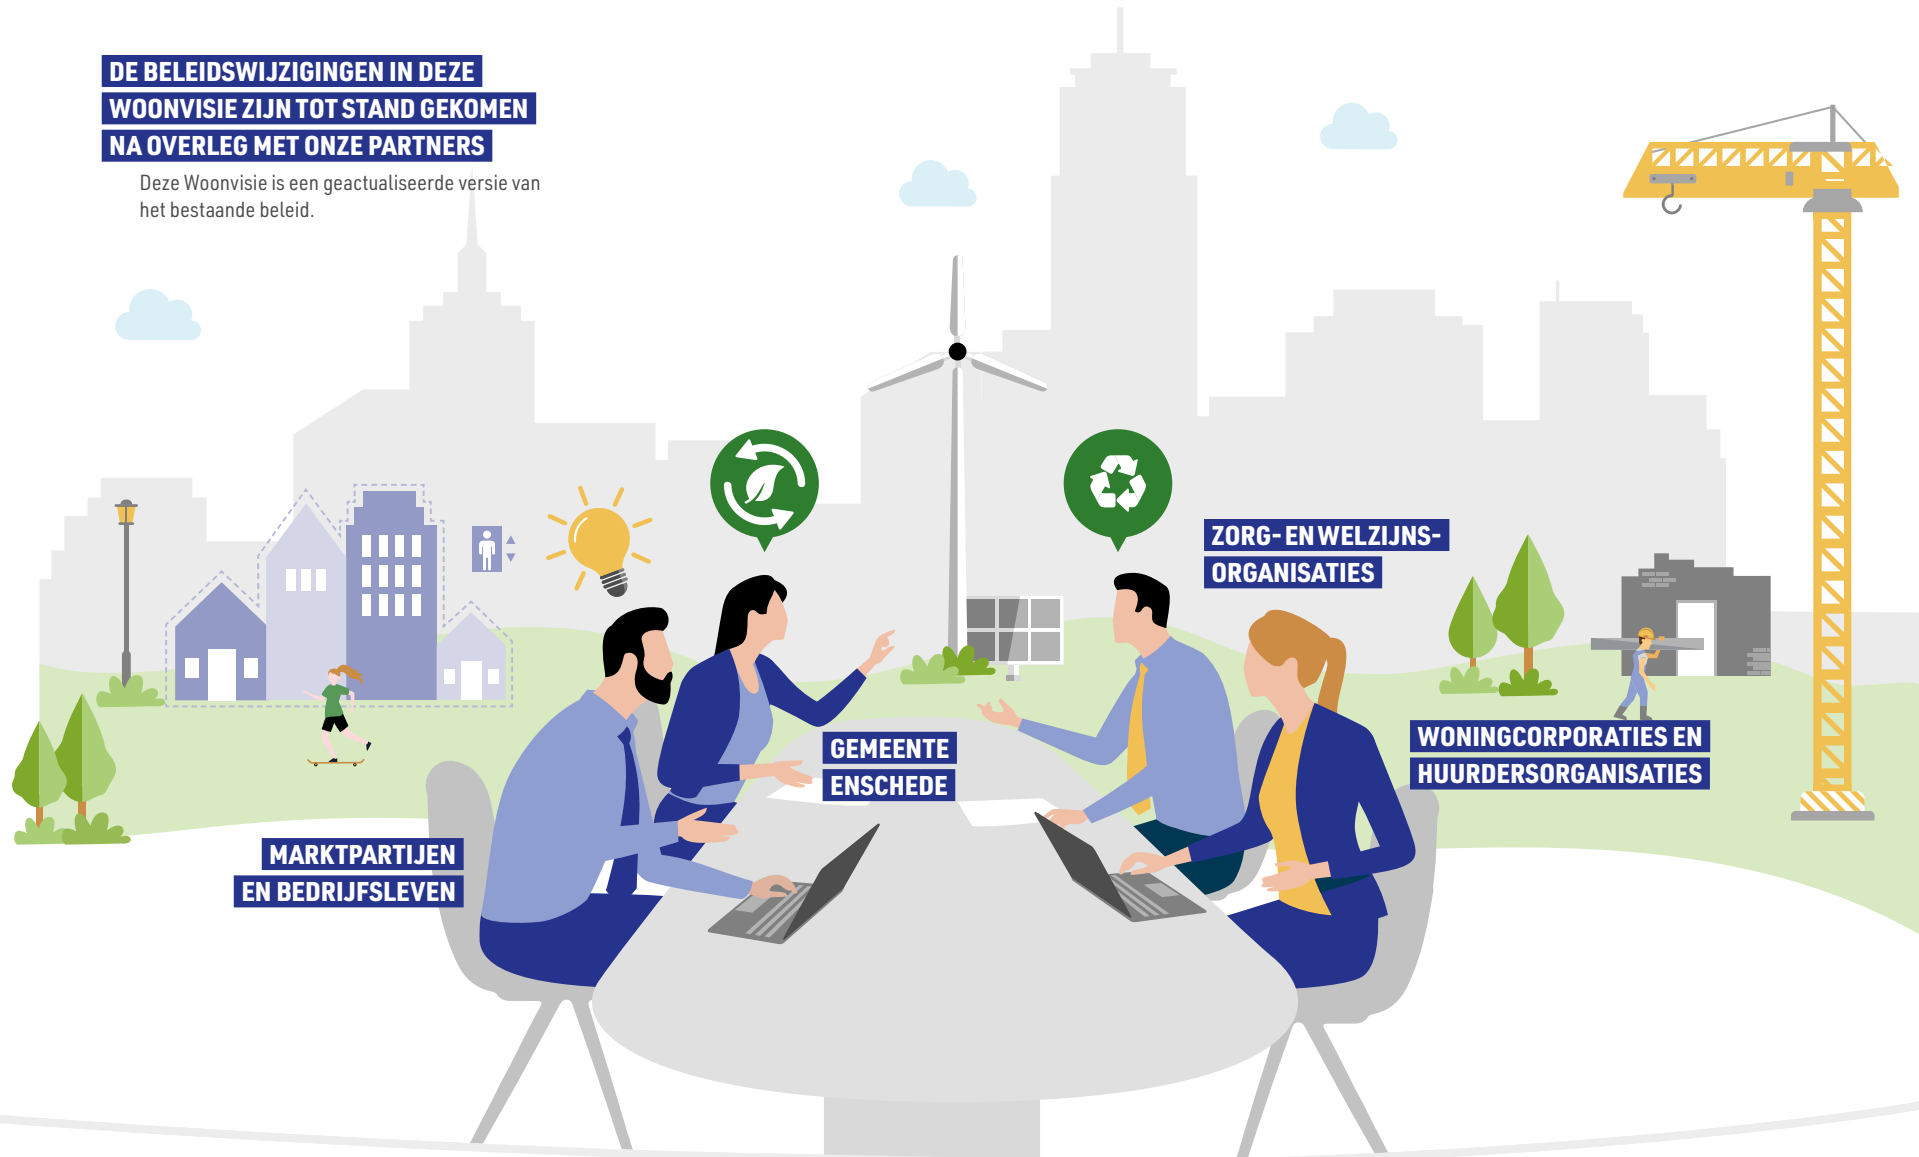 DE BELEIDSWIJZIGINGEN IN DEZE
WOONVISIE ZIJN TOT STAND GEKOMEN
NA OVERLEG MET ONZE PARTNERS
Deze Woonvisie is een geactualiseerde versie van
het bestaande beleid.
ZORG- EN WELZIJNS-
ORGANISATIES
GEMEENTE
ENSCHEDE
WONINGCORPORATIES EN
HUURDERSORGANISATIES
MARKTPARTIJEN
EN BEDRIJFSLEVEN